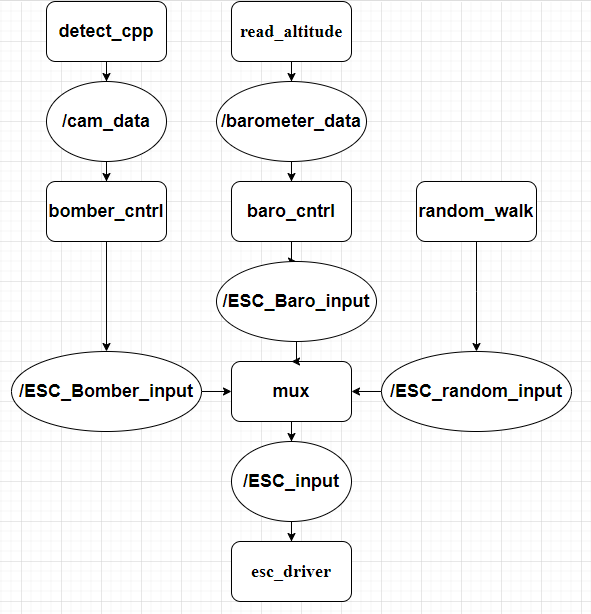 detect_cpp
read_altitude
/cam_data
/barometer_data
bomber_cntrl
baro_cntrl
random_walk
/ESC_Baro_input
/ESC_Bomber_input
mux
/ESC_random_input
/ESC_input
esc_driver